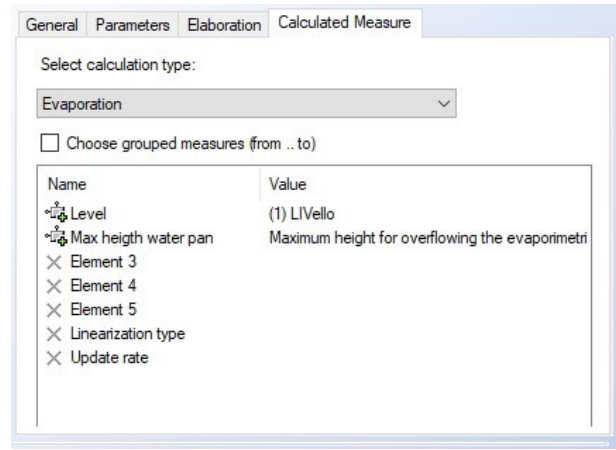 General Parameters Elaboration Calculated Measure
Select calculation type:
Evaporation
Choose grouped measures (from .. to)
Name Value
Level (1) LIVello
Max heigth water pan Maximum height for overflowing the evaporimetri
Element 3
Element 4
Element 5
Linearization type
Update rate